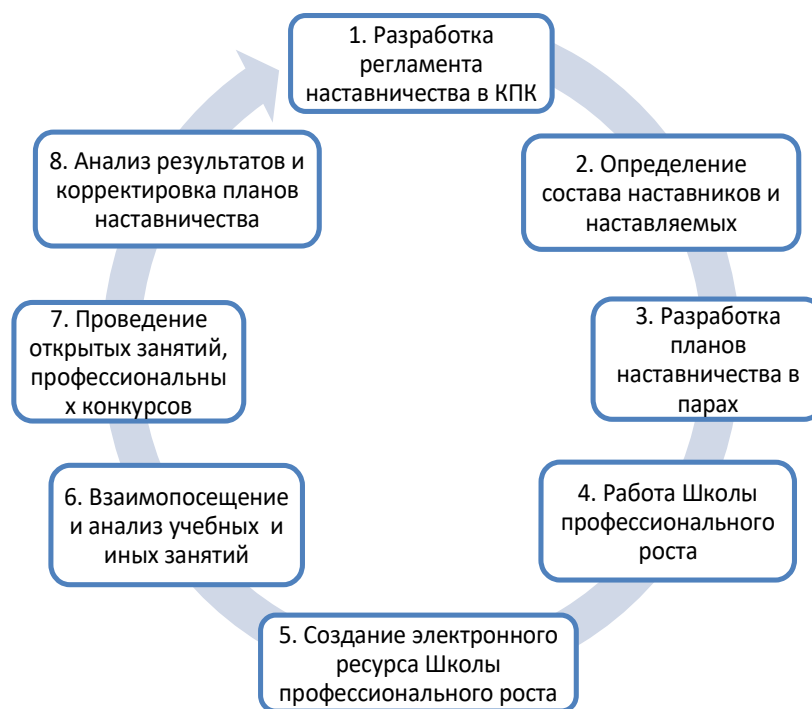 1. Разработка
регламента
наставничества в КПК
2. Определение
состава наставников и
наставляемых
3. Разработка
планов
наставничества в
парах
4. Работа Школы
профессионального
роста
5. Создание электронного
ресурса Школы
профессионального роста
6. Взаимопосещение
и анализ учебных и
иных занятий
7. Проведение
открытых занятий,
профессиональны
х конкурсов
8. Анализ результатов и
корректировка планов
наставничества